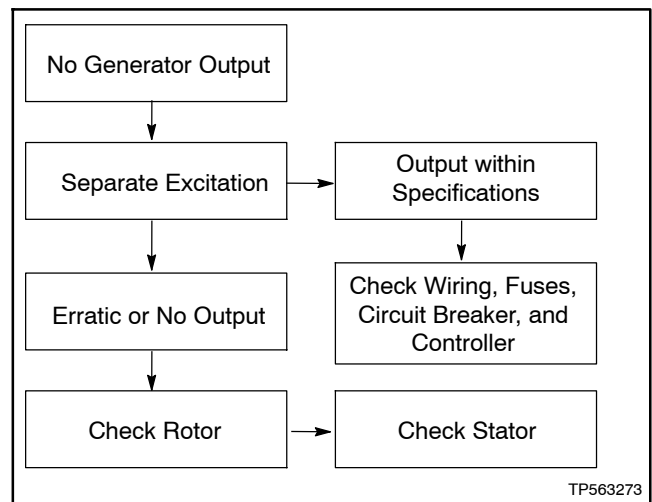 No Generator Output
Separate Excitation
Output within
Specifications
Erratic or No Output
Check Wiring, Fuses,
Circuit Breaker, and
Controller
Check Rotor
Check Stator
TP563273